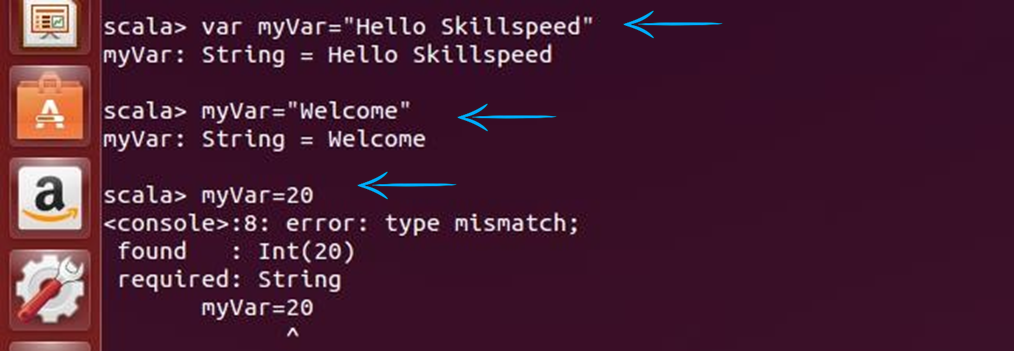 scala> var myVar="Hello Skillspeed"
myVar: String = Hello Skillspeed
scala> myVar="Welcome"
myVar: String = Welcome
scala> myVar=20
<console>:8: error: type mismatch;
 found   : Int(20)
 required: String
       myVar=20
             ^